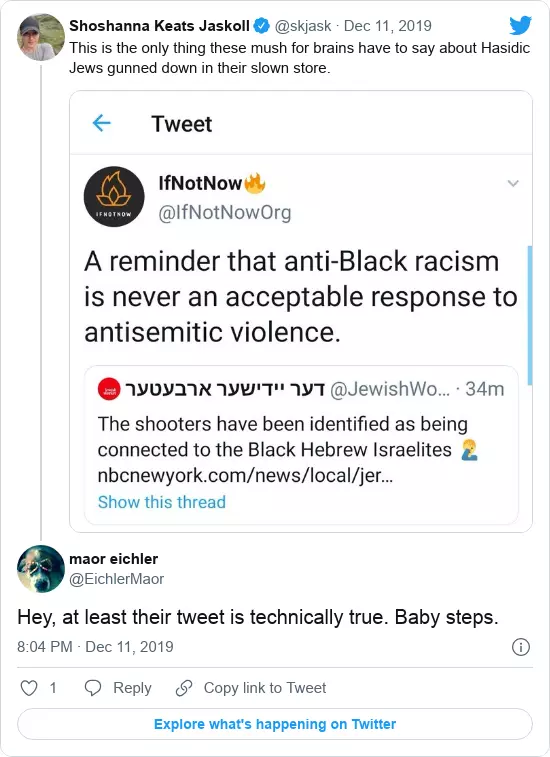 Shoshanna Keats Jaskoll @skjask · Dec 11, 2019
This is the only thing these mush for brains have to say about Hasidic
Jews gunned down in their slown store.
Tweet
IfNotNow🔥
@IfNotNowOrg
IFNOTNOW
A reminder that anti-Black racism
is never an acceptable response to
antisemitic violence.
דער יידישער ארבעטער @JewishWo... · 34m
The shooters have been identified as being
connected to the Black Hebrew Israelites 🤦
nbcnewyork.com/news/local/jer…
Show this thread
maor eichler
@EichlerMaor
Hey, at least their tweet is technically true. Baby steps.
8:04 PM · Dec 11, 2019
1 Reply Copy link to Tweet
Explore what's happening on Twitter